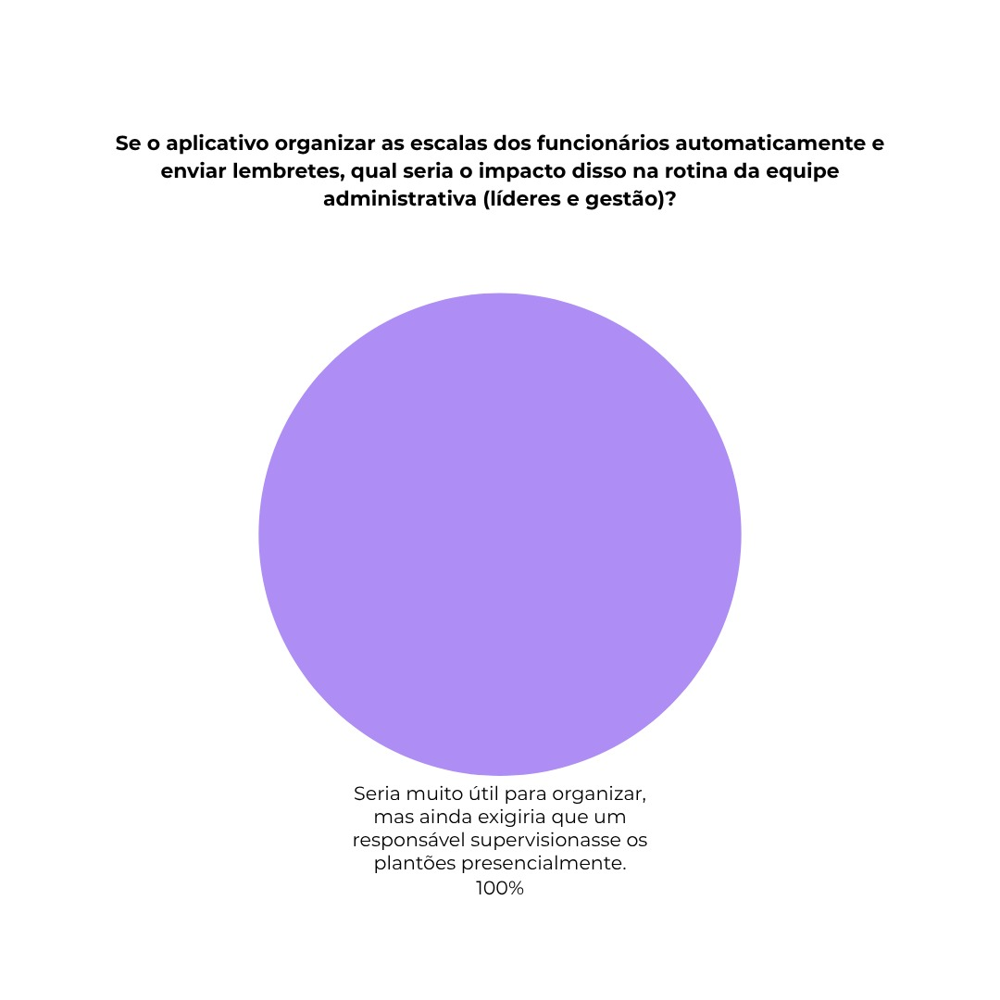 Se o aplicativo organizar as escalas dos funcionários automaticamente e
enviar lembretes, qual seria o impacto disso na rotina da equipe
administrativa (líderes e gestão)?
Seria muito útil para organizar,
mas ainda exigiria que um
responsável supervisionasse os
plantões presencialmente.
100%